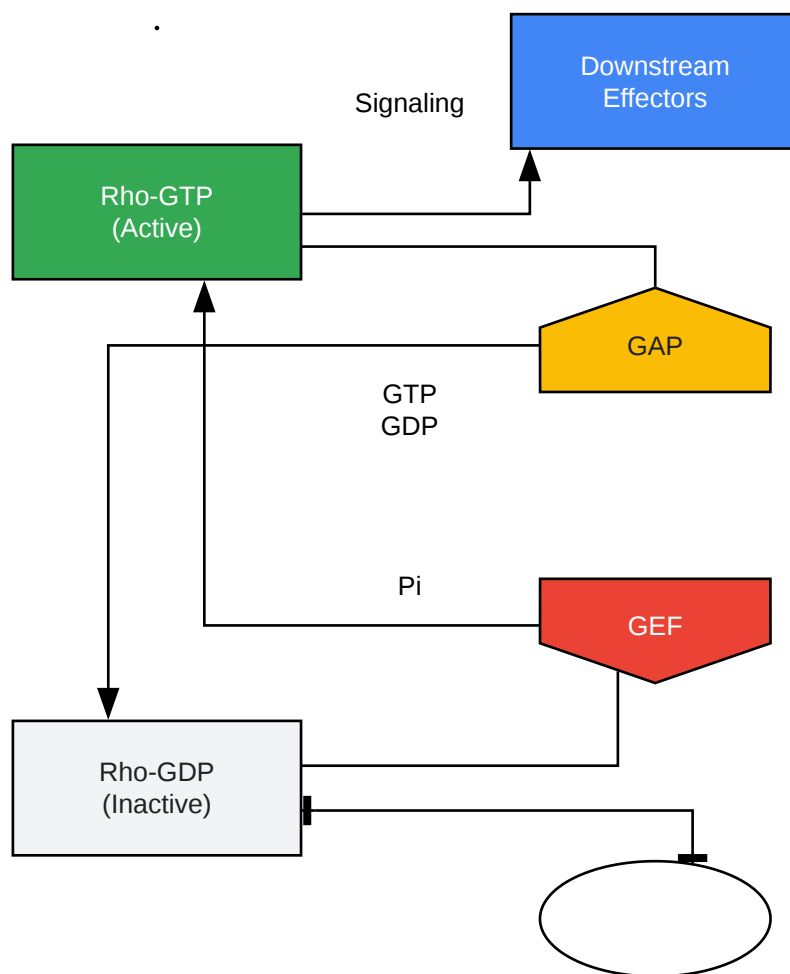 Downstream
Effectors
Signaling
Rho-GTP
(Active)
GAP
GTP
GDP
Pi
GEF
Rho-GDP
(Inactive)